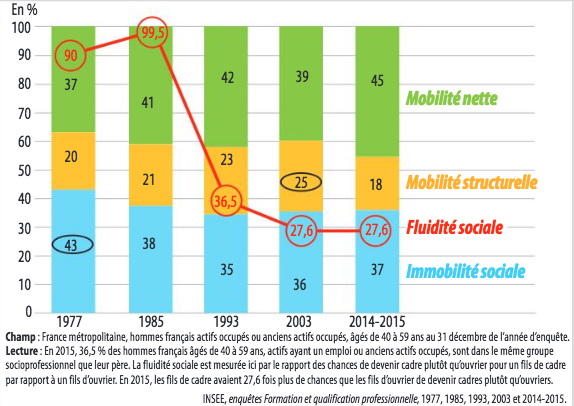 En %
100
90
80
70
60
50
40
30
20
10
0
90
37
20
43
99,5
41
21
38
42
23
36,5
35
39
25
27,6
36
45
18
27,6
37
Mobilité nette
Mobilité structurelle
Fluidité sociale
Immobilité sociale
1977 1985 1993 2003 2014-2015
Champ : France métropolitaine, hommes français actifs occupés ou anciens actifs occupés, âgés de 40 à 59 ans au 31 décembre de l'année d'enquête.
Lecture : En 2015, 36,5 % des hommes français âgés de 40 à 59 ans, actifs ayant un emploi ou anciens actifs occupés, sont dans le même groupe
socioprofessionnel que leur père. La fluidité sociale est mesurée ici par le rapport des chances de devenir cadre plutôt qu'ouvrier pour un fils de cadre
par rapport à un fils d'ouvrier. En 2015, les fils de cadre avaient 27,6 fois plus de chances que les fils d'ouvrier de devenir cadres plutôt qu'ouvriers.
INSEE, enquêtes Formation et qualification professionnelle, 1977, 1985, 1993, 2003 et 2014-2015.